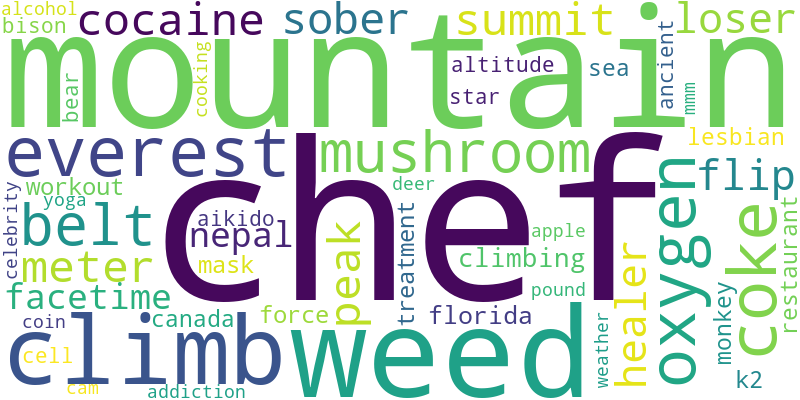 alcohol
bison
cocaine
sober
summit
loser
mountain
bear
cooking
altitude
star
sea
ancient
mmm
lesbian
everest
mushroom
flip
chef
deer
workout
yoga
celebrity
belt
aikido
nepal
peak
treatment
apple
oxygen
coke
restaurant
meter
mask
climbing
healer
facetime
pound
monkey
coin
canada
force
florida
climb
weed
weather
cell
cam
addiction
k2